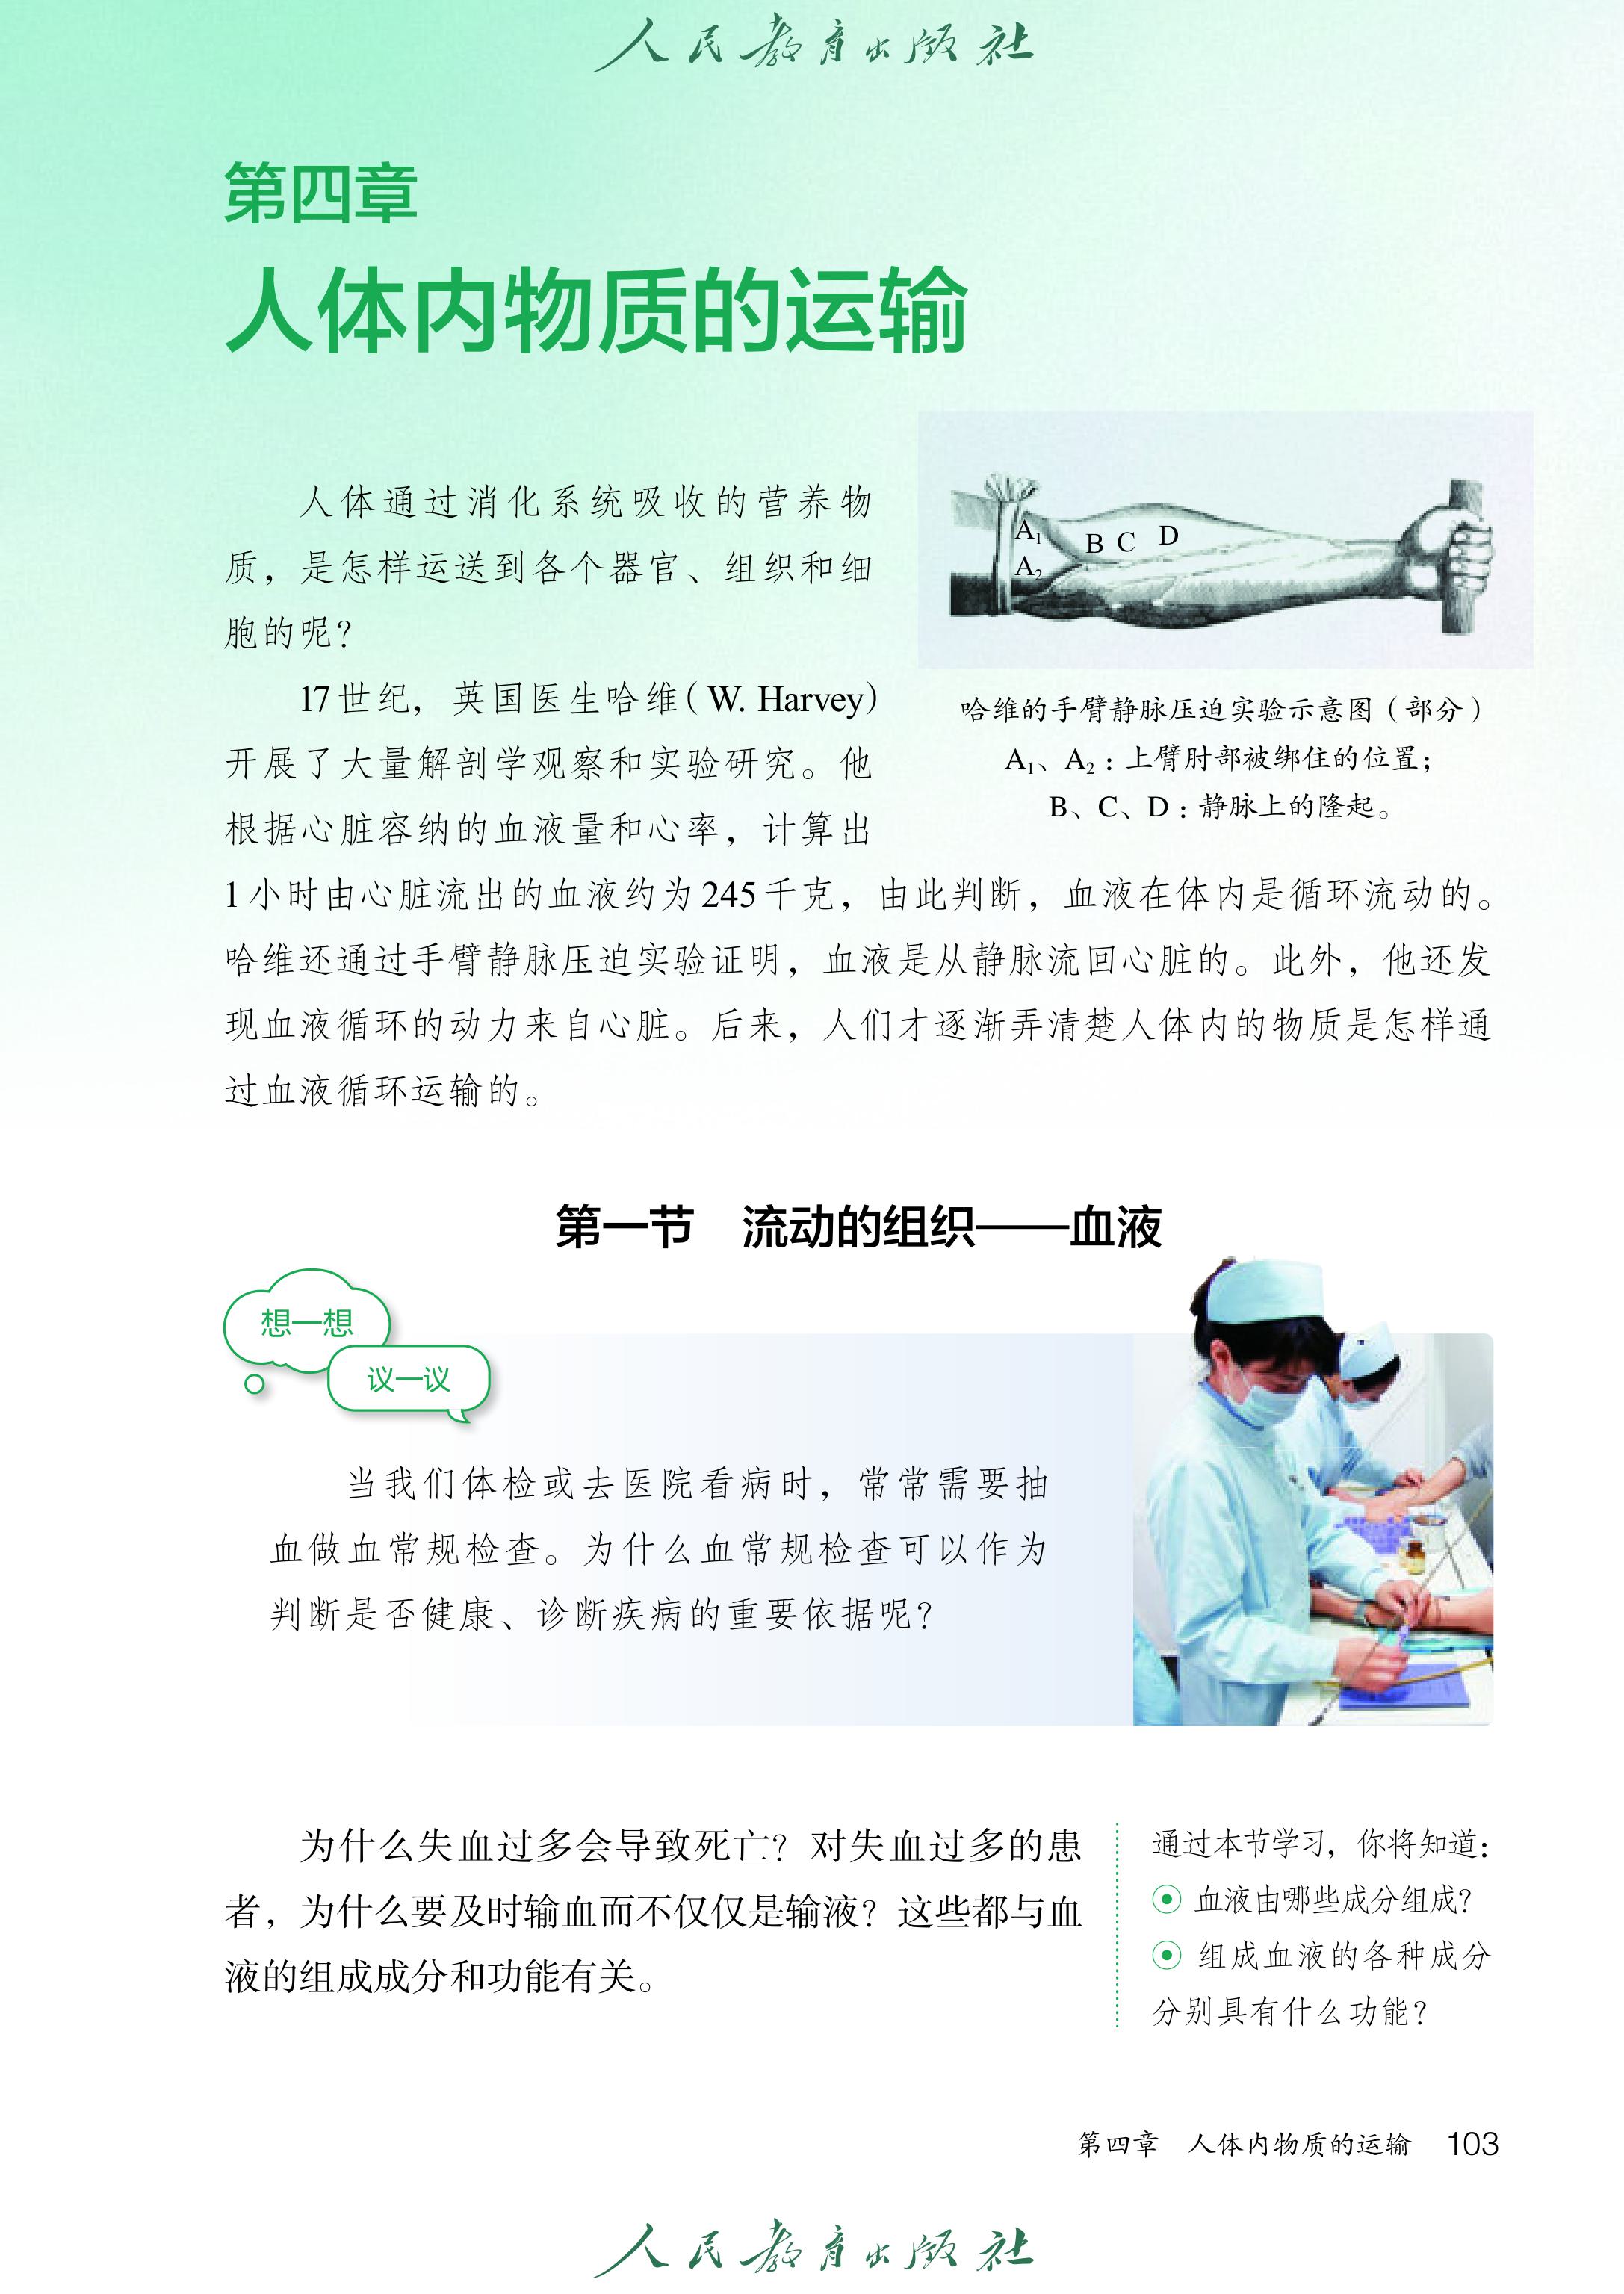 人民教育出版社
第四章
人体内物质的运输
人体通过消化系统吸收的营养物
质，是怎样运送到各个器官、组织和细
胞的呢？
17世纪，英国医生哈维（W. Harvey）
开展了大量解剖学观察和实验研究。他
根据心脏容纳的血液量和心率，计算出
A₁
A₂
B C D
哈维的手臂静脉压迫实验示意图（部分）
A₁、A₂：上臂肘部被绑住的位置；
B、C、D：静脉上的隆起。
1小时由心脏流出的血液约为245千克，由此判断，血液在体内是循环流动的。
哈维还通过手臂静脉压迫实验证明，血液是从静脉流回心脏的。此外，他还发
现血液循环的动力来自心脏。后来，人们才逐渐弄清楚人体内的物质是怎样通
过血液循环运输的。
第一节 流动的组织——血液
想一想
议一议
当我们体检或去医院看病时，常常需要抽
血做血常规检查。为什么血常规检查可以作为
判断是否健康、诊断疾病的重要依据呢？
为什么失血过多会导致死亡？对失血过多的患
者，为什么要及时输血而不仅仅是输液？这些都与血
液的组成成分和功能有关。
通过本节学习，你将知道：
血液由哪些成分组成？
组成血液的各种成分
分别具有什么功能？
第四章 人体内物质的运输 103
人民教育出版社